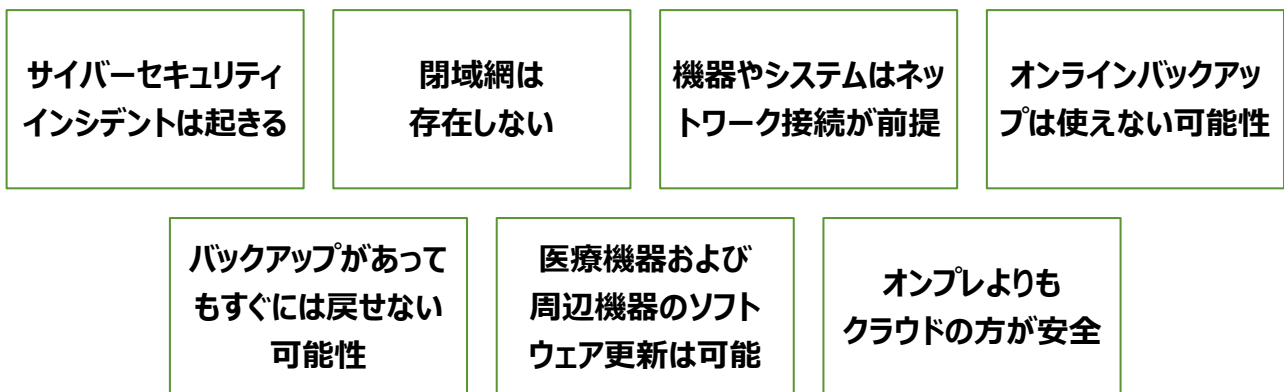 サイバーセキュリティ
インシデントは起きる
閉域網は
存在しない
機器やシステムはネッ
トワーク接続が前提
オンラインバックアッ
プは使えない可能性
バックアップがあって
もすぐには戻せない
可能性
医療機器および
周辺機器のソフト
ウェア更新は可能
オンプレよりも
クラウドの方が安全